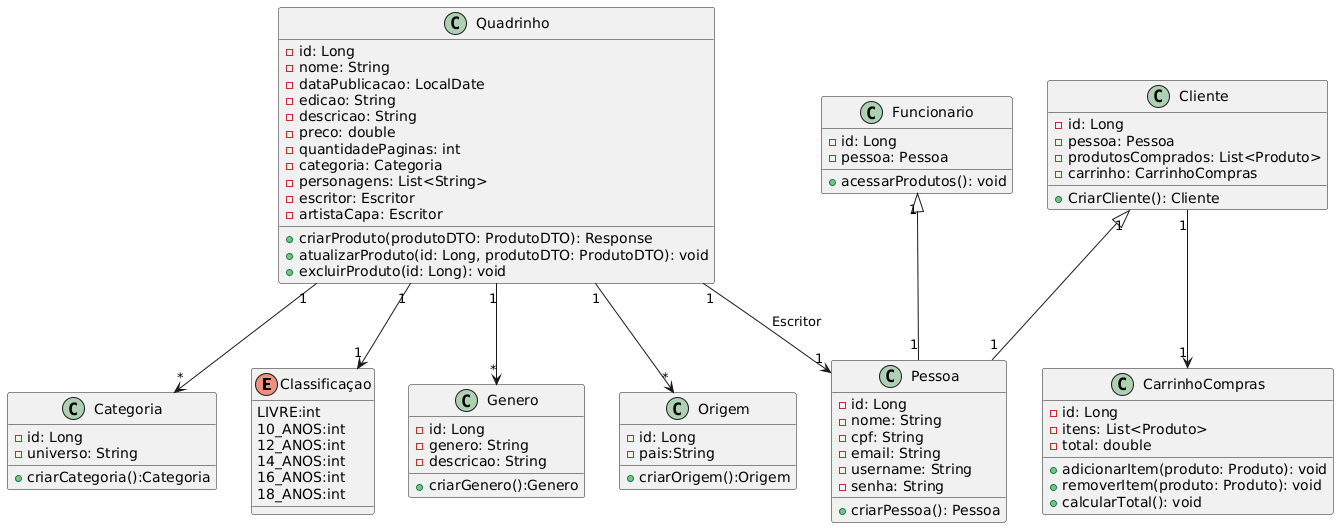 C Quadrinho
id: Long
nome: String
dataPublicacao: LocalDate
edicao: String
descricao: String
preco: double
quantidadePaginas: int
categoria: Categoria
personagens: List<String>
escritor: Escritor
artistaCapa: Escritor
criarProduto(produtoDTO: ProdutoDTO): Response
atualizarProduto(id: Long, produtoDTO: ProdutoDTO): void
excluirProduto(id: Long): void
C Funcionario
id: Long
pessoa: Pessoa
acessarProdutos(): void
C Cliente
id: Long
pessoa: Pessoa
produtosComprados: List<Produto>
carrinho: CarrinhoCompras
CriarCliente(): Cliente
1
1
1
1
1
1
1
1
Escritor
*
1
*
*
1
1
1
1
C Categoria
id: Long
universo: String
criarCategoria():Categoria
E Classificaçao
LIVRE:int
10_ANOS:int
12_ANOS:int
14_ANOS:int
16_ANOS:int
18_ANOS:int
C Genero
id: Long
genero: String
descricao: String
criarGenero():Genero
C Origem
id: Long
pais:String
criarOrigem():Origem
C Pessoa
id: Long
nome: String
cpf: String
email: String
username: String
senha: String
criarPessoa(): Pessoa
C CarrinhoCompras
id: Long
itens: List<Produto>
total: double
adicionarItem(produto: Produto): void
removerItem(produto: Produto): void
calcularTotal(): void